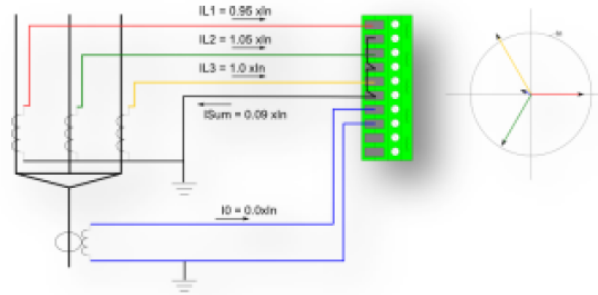 IL1 = 0.95 xIn
IL2 = 1.05 xIn
IL3 = 1.0 xIn
ISum = 0.09 xIn
I0 = 0.0xIn